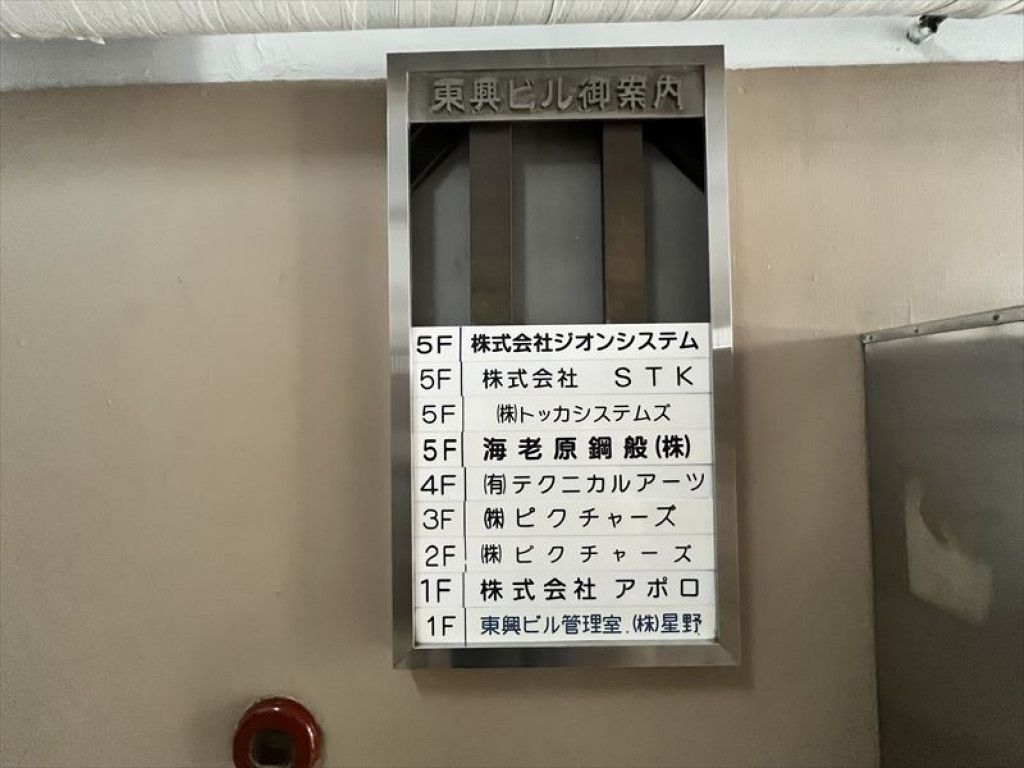 東興ビル御案内
5F 株式会社ジオンシステム
5F 株式会社 STK
5F ㈱トッカシステムズ
5F 海老原鋼般(株)
4F ㈲テクニカルアーツ
3F ㈱ピクチャーズ
2F ㈱ピクチャーズ
1F 株式会社 アポロ
1F 東興ビル管理室.(株)星野